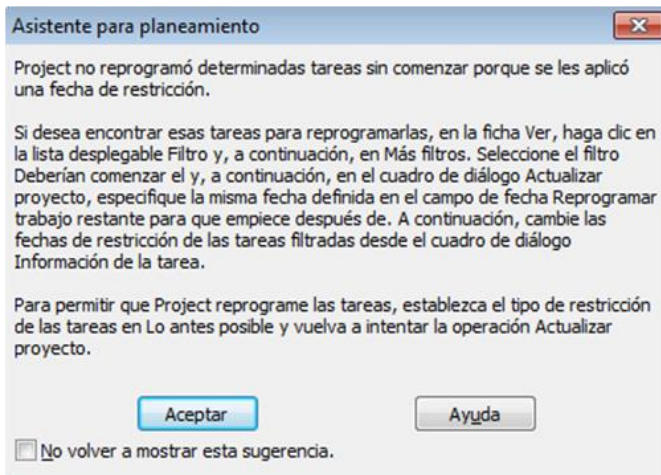 Asistente para planeamiento
Project no reprogramó determinadas tareas sin comenzar porque se les aplicó
una fecha de restricción.
Si desea encontrar esas tareas para reprogramarlas, en la ficha Ver, haga clic en
la lista desplegable Filtro y, a continuación, en Más filtros. Seleccione el filtro
Deberían comenzar el y, a continuación, en el cuadro de diálogo Actualizar
proyecto, especifique la misma fecha definida en el campo de fecha Reprogramar
trabajo restante para que empiece después de. A continuación, cambie las
fechas de restricción de las tareas filtradas desde el cuadro de diálogo
Información de la tarea.
Para permitir que Project reprograme las tareas, establezca el tipo de restricción
de las tareas en Lo antes posible y vuelva a intentar la operación Actualizar
proyecto.
Aceptar
Ayuda
No volver a mostrar esta sugerencia.